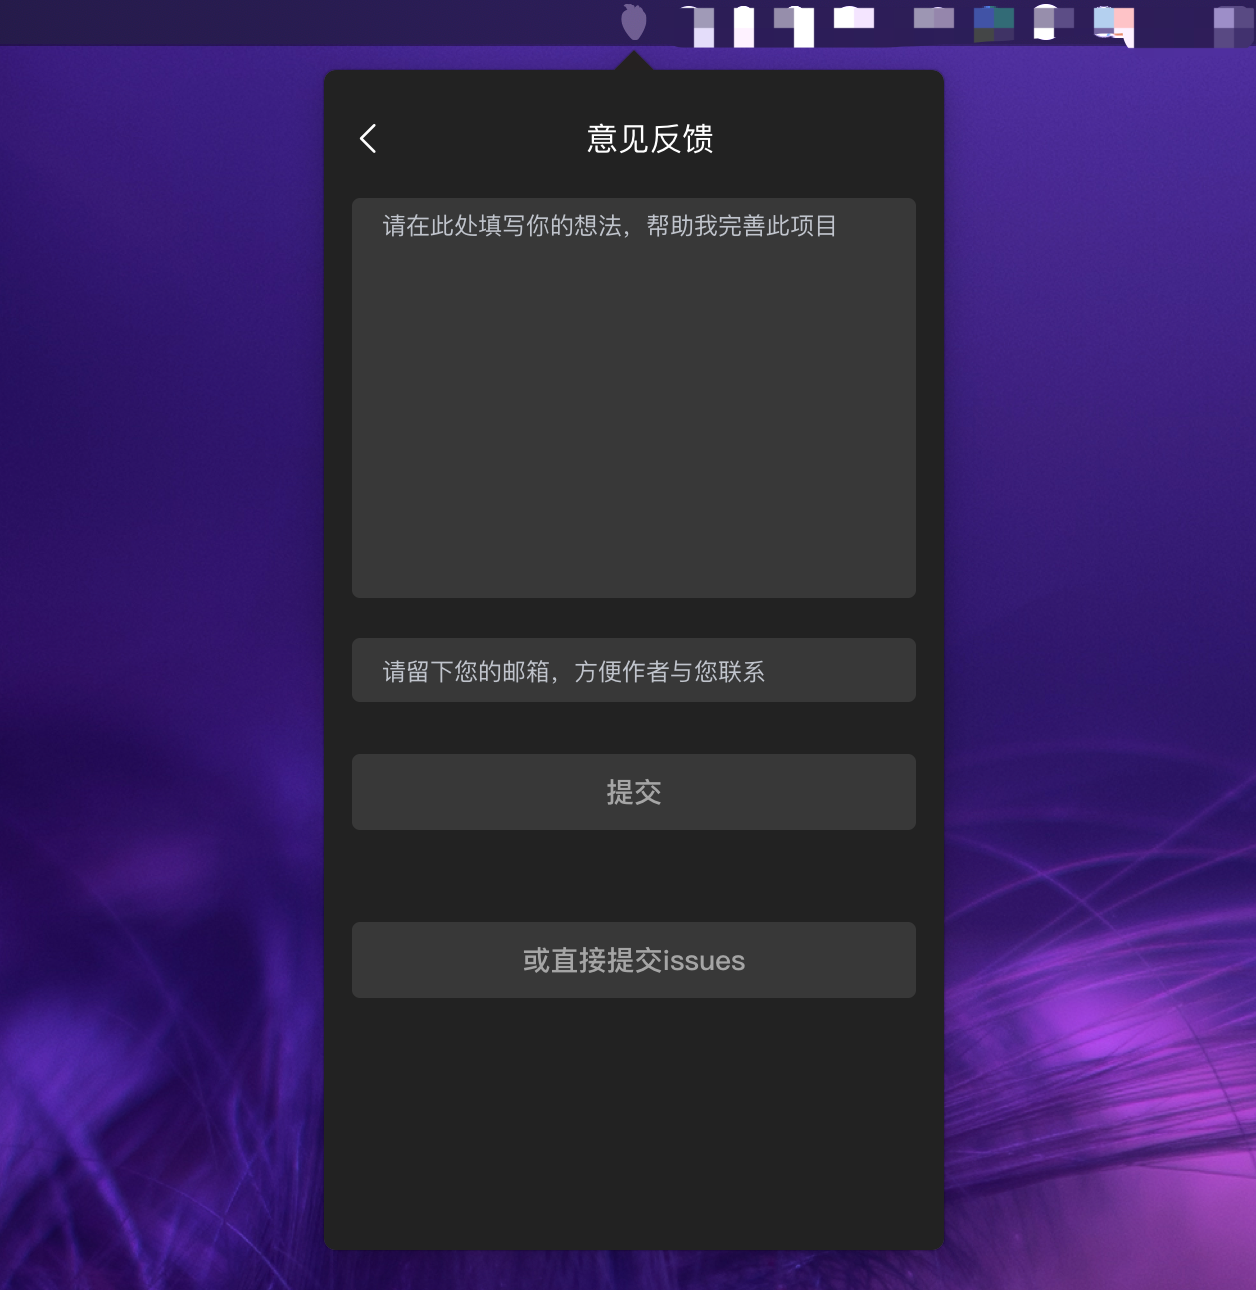 意见反馈
请在此处填写你的想法，帮助我完善此项目
请留下您的邮箱，方便作者与您联系
提交
或直接提交issues